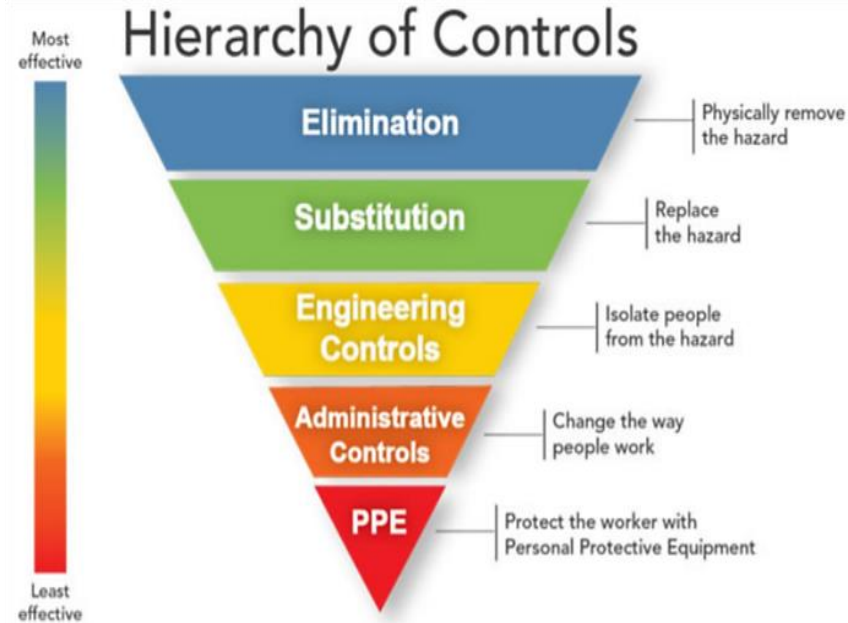 Hierarchy of Controls
Most
effective
Elimination
Physically remove
the hazard
Substitution
Replace
the hazard
Engineering
Controls
Isolate people
from the hazard
Administrative
Controls
Change the way
people work
PPE
Protect the worker with
Personal Protective Equipment
Least
effective